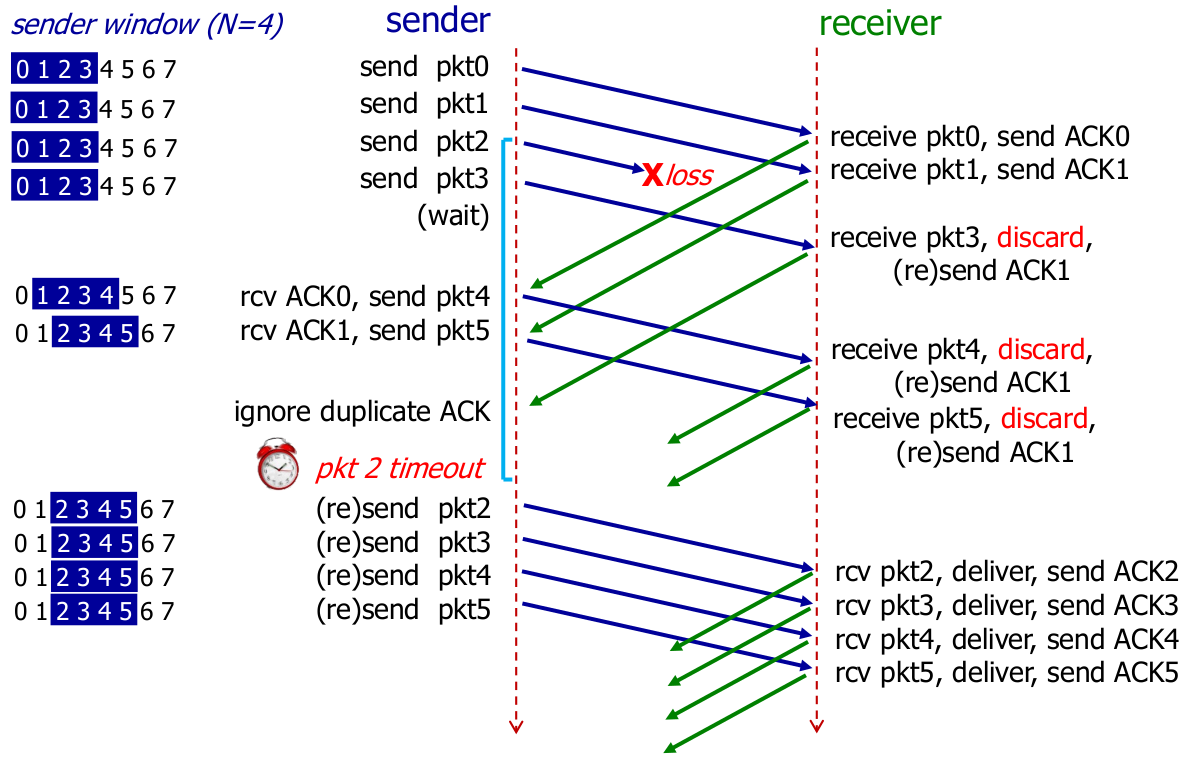 sender window (N=4)
sender
receiver
0 1 2 3 4 5 6 7
send pkt0
0 1 2 3 4 5 6 7
send pkt1
0 1 2 3 4 5 6 7
send pkt2
receive pkt0, send ACK0
0 1 2 3 4 5 6 7
send pkt3
X loss
receive pkt1, send ACK1
(wait)
receive pkt3, discard,
(re)send ACK1
0 1 2 3 4 5 6 7
rcv ACK0, send pkt4
0 1 2 3 4 5 6 7
rcv ACK1, send pkt5
receive pkt4, discard,
(re)send ACK1
ignore duplicate ACK
receive pkt5, discard,
(re)send ACK1
pkt 2 timeout
0 1 2 3 4 5 6 7
(re)send pkt2
0 1 2 3 4 5 6 7
(re)send pkt3
0 1 2 3 4 5 6 7
(re)send pkt4
rcv pkt2, deliver, send ACK2
0 1 2 3 4 5 6 7
(re)send pkt5
rcv pkt3, deliver, send ACK3
rcv pkt4, deliver, send ACK4
rcv pkt5, deliver, send ACK5